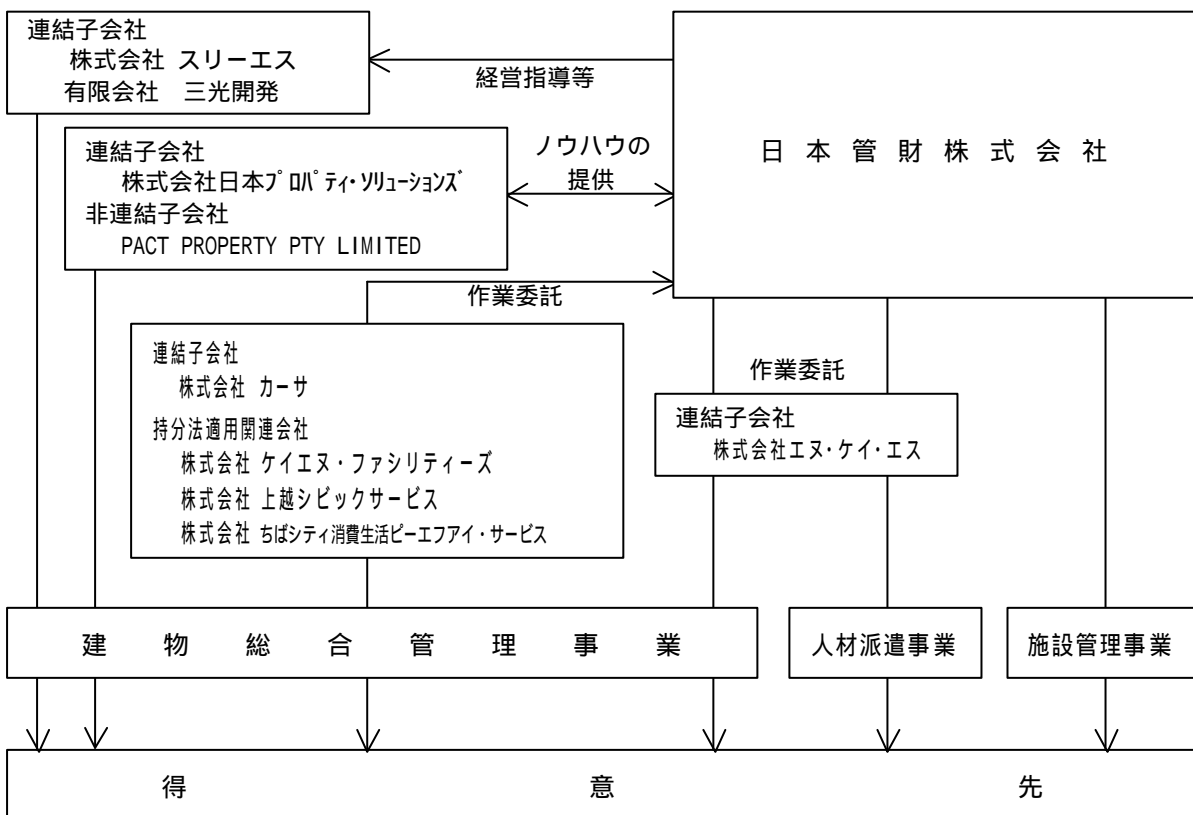 連結子会社
株式会社 スリーエス
有限会社 三光開発
経営指導等
日本管財株式会社
連結子会社
株式会社日本プロパティ・ソリューションズ
非連結子会社
PACT PROPERTY PTY LIMITED
ノウハウの
提供
作業委託
連結子会社
株式会社 カーサ
持分法適用関連会社
株式会社 ケイエヌ・ファシリティーズ
株式会社 上越シビックサービス
株式会社 ちばシティ消費生活ピーエフアイ・サービス
作業委託
連結子会社
株式会社エヌ・ケイ・エス
建物総合管理事業
人材派遣事業
施設管理事業
得意先